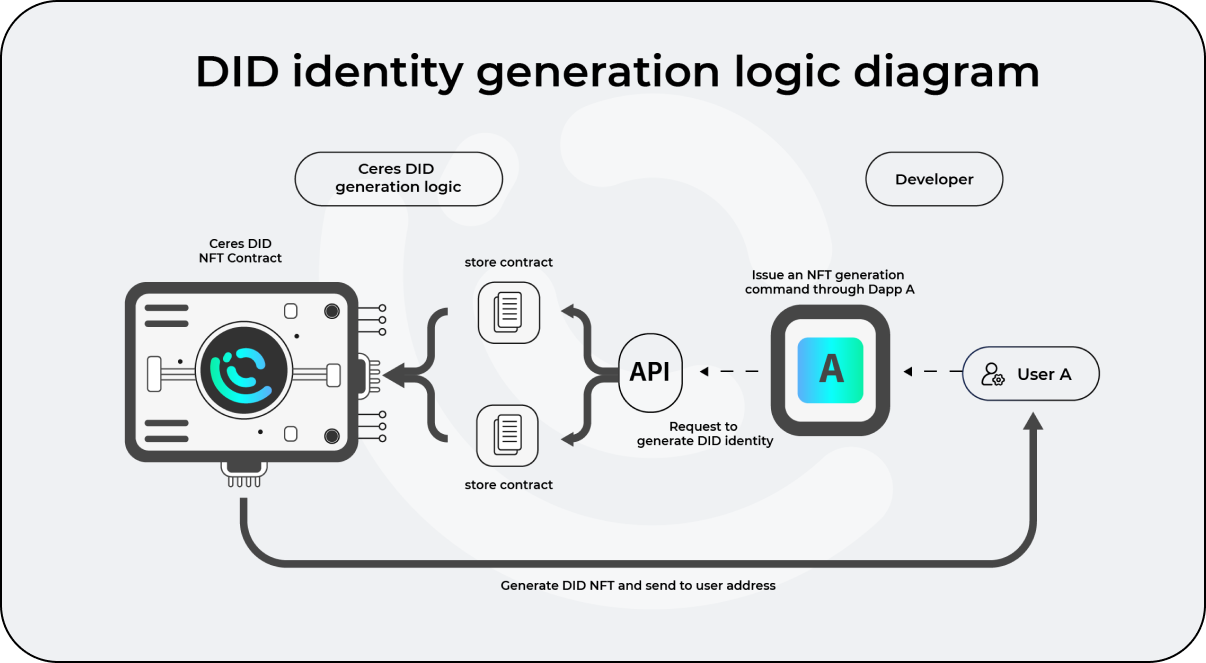 DID identity generation logic diagram
Ceres DID
generation logic
Developer
Ceres DID
NFT Contract
store contract
Issue an NFT generation
command through Dapp A
API
A
User A
Request to
generate DID identity
store contract
Generate DID NFT and send to user address